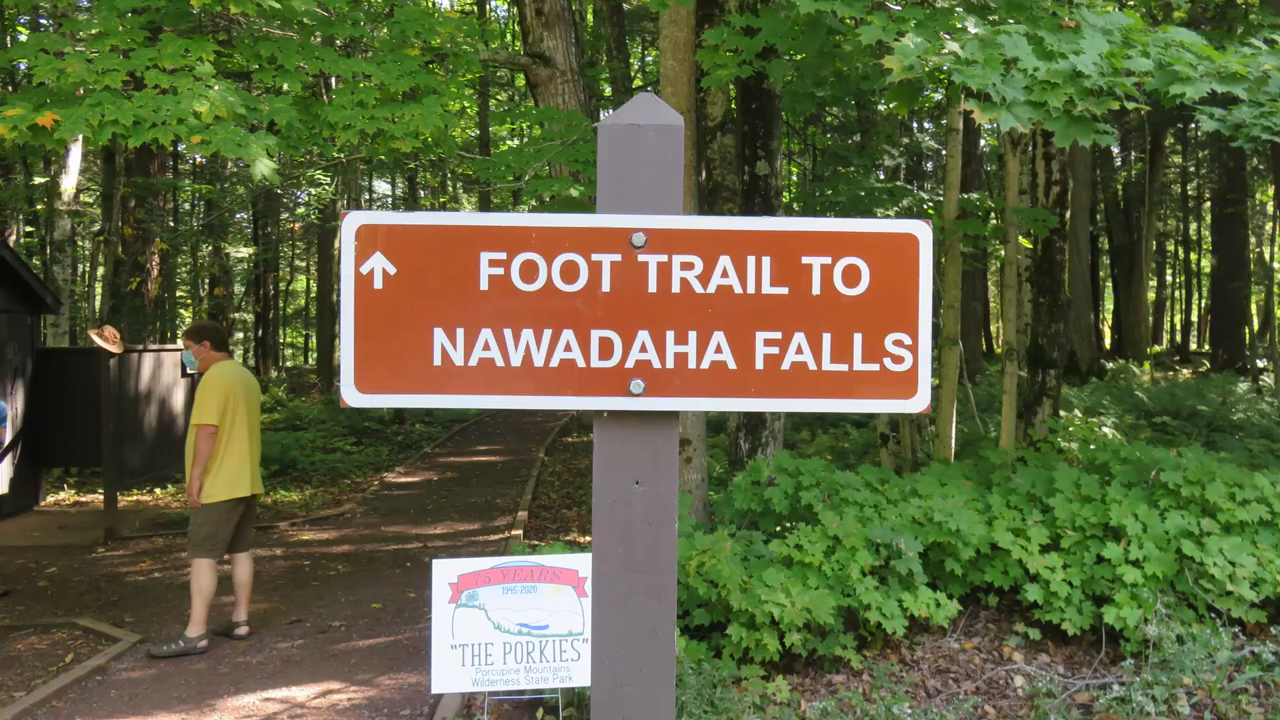 FOOT TRAIL TO
NAWADAHA FALLS
75 YEARS
1945-2020
"THE PORKIES"
Porcupine Mountains
Wilderness State Park